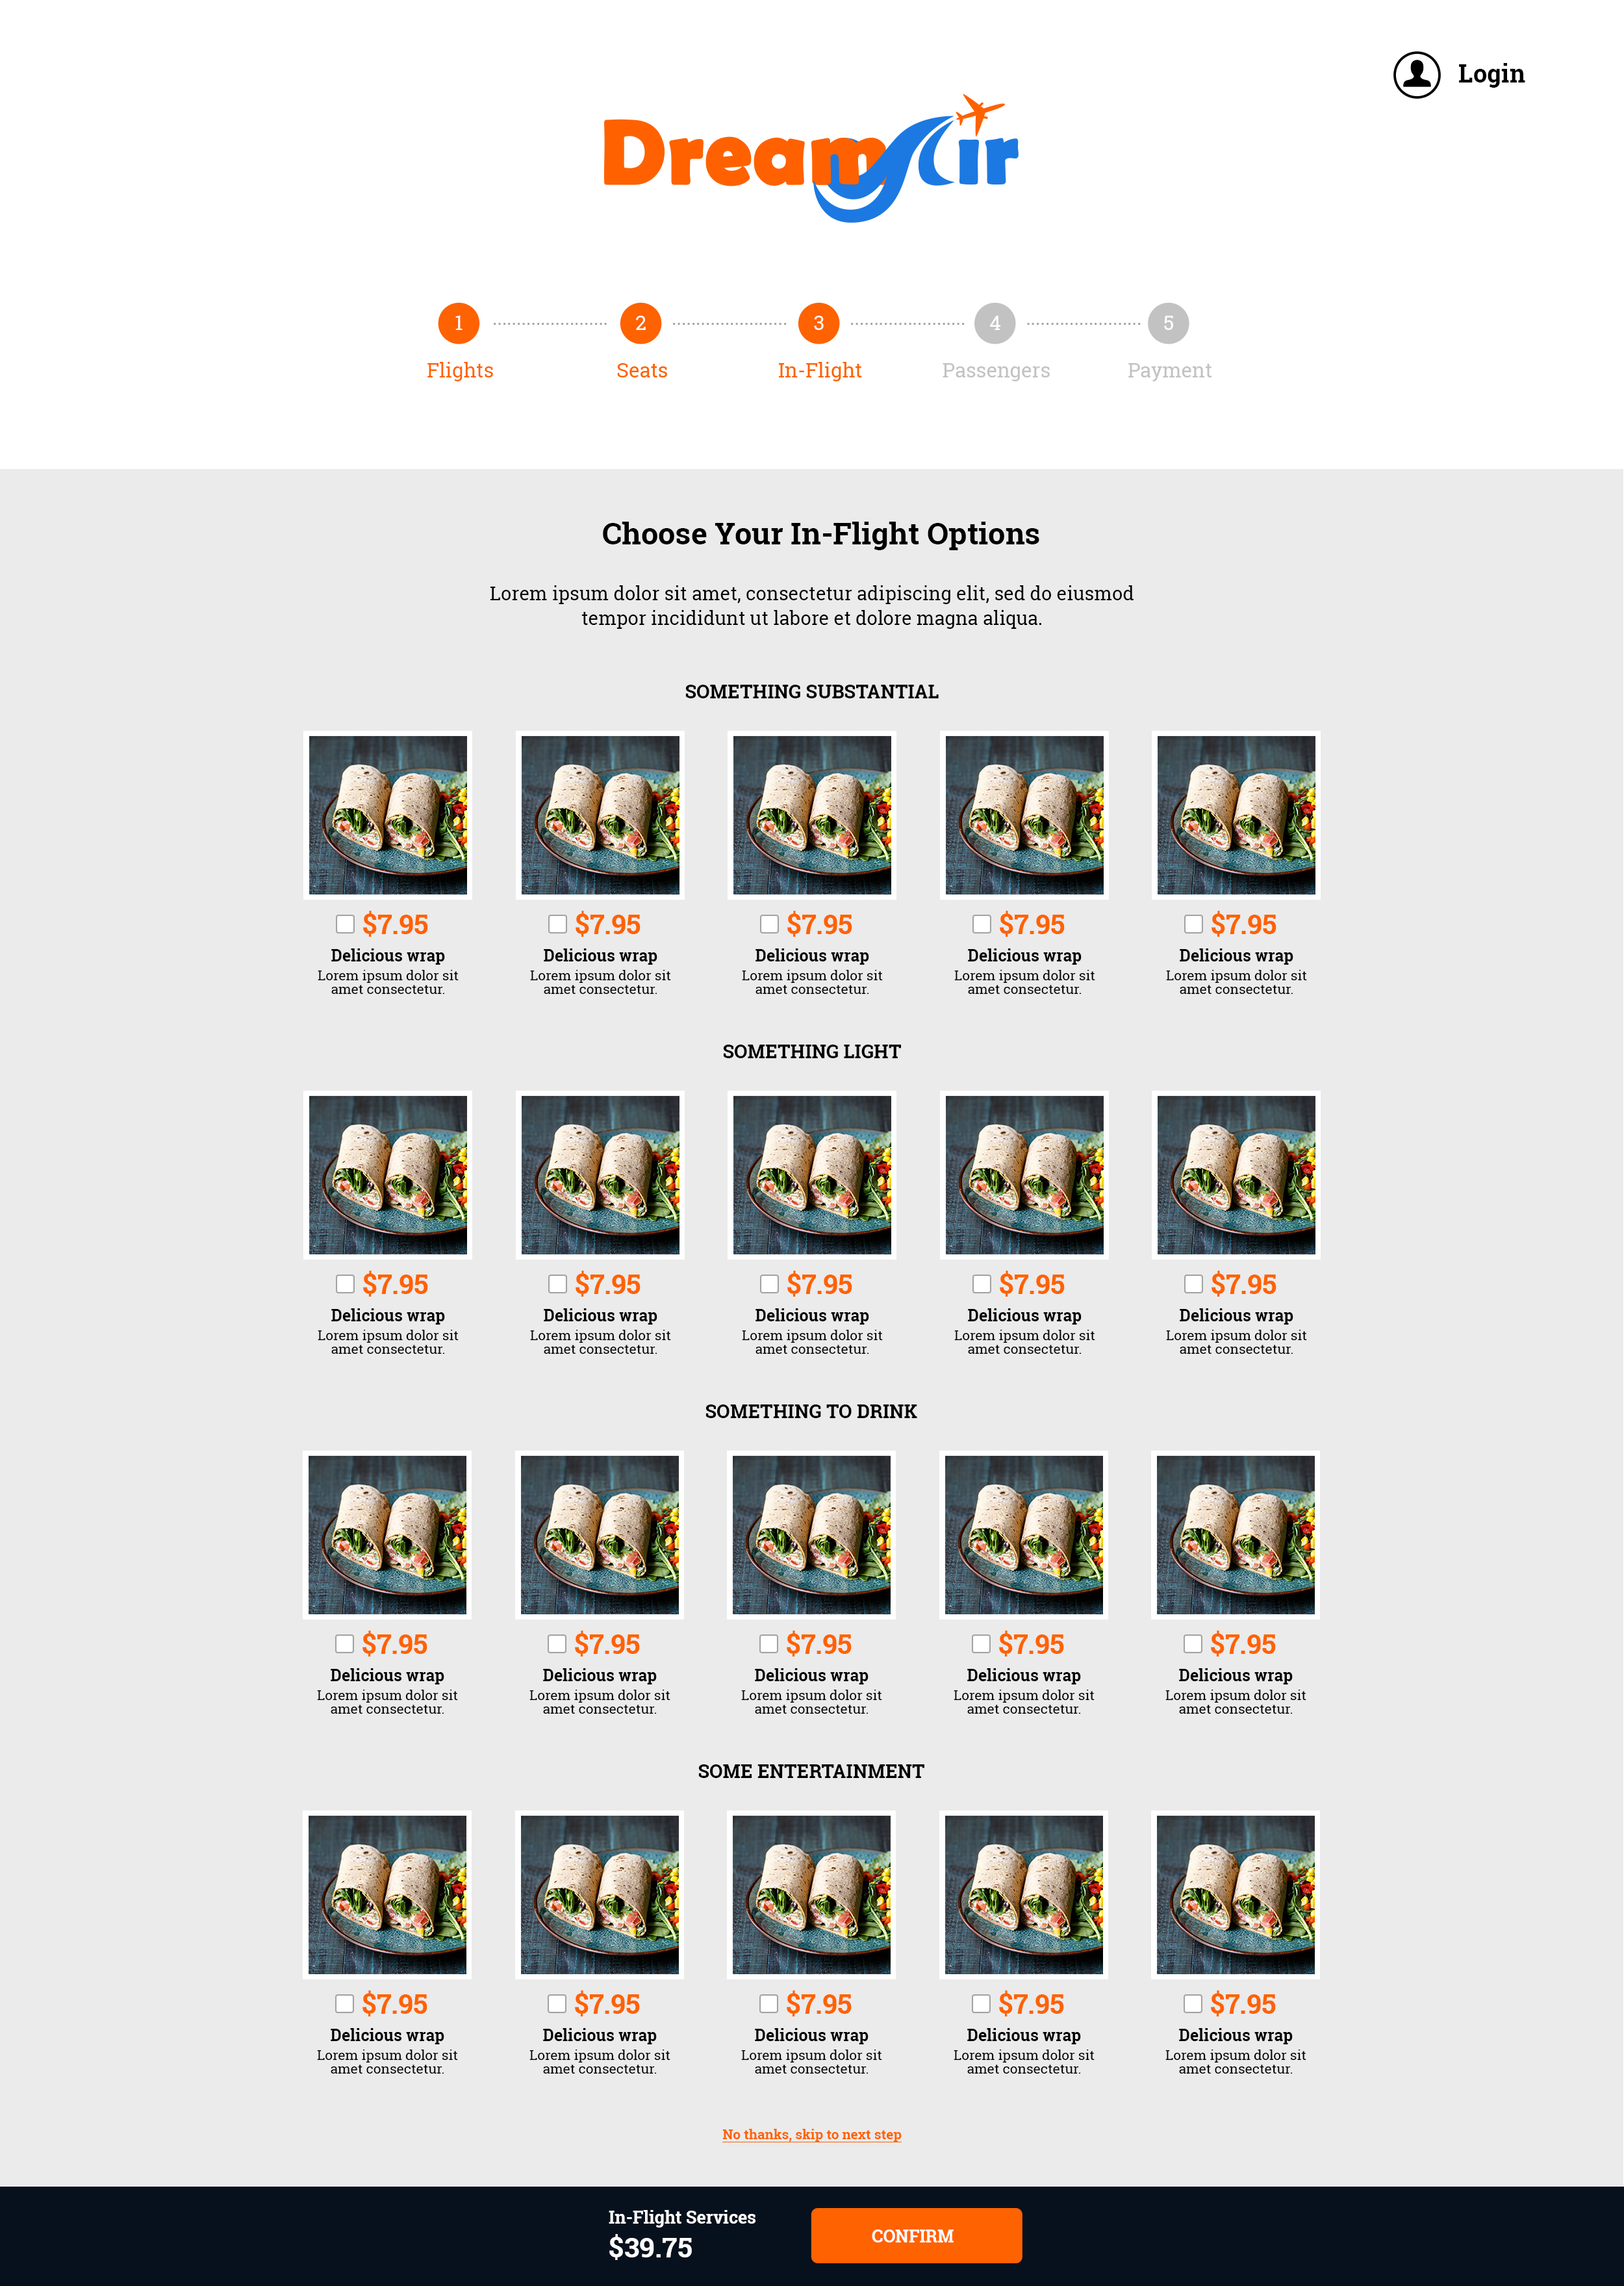 Login
DreamAir
1
2
3
4
5
Flights
Seats
In-Flight
Passengers
Payment
Choose Your In-Flight Options
Lorem ipsum dolor sit amet, consectetur adipiscing elit, sed do eiusmod
tempor incididunt ut labore et dolore magna aliqua.
SOMETHING SUBSTANTIAL
$7.95
Delicious wrap
Lorem ipsum dolor sit
amet consectetur.
$7.95
Delicious wrap
Lorem ipsum dolor sit
amet consectetur.
$7.95
Delicious wrap
Lorem ipsum dolor sit
amet consectetur.
$7.95
Delicious wrap
Lorem ipsum dolor sit
amet consectetur.
$7.95
Delicious wrap
Lorem ipsum dolor sit
amet consectetur.
SOMETHING LIGHT
$7.95
Delicious wrap
Lorem ipsum dolor sit
amet consectetur.
$7.95
Delicious wrap
Lorem ipsum dolor sit
amet consectetur.
$7.95
Delicious wrap
Lorem ipsum dolor sit
amet consectetur.
$7.95
Delicious wrap
Lorem ipsum dolor sit
amet consectetur.
$7.95
Delicious wrap
Lorem ipsum dolor sit
amet consectetur.
SOMETHING TO DRINK
$7.95
Delicious wrap
Lorem ipsum dolor sit
amet consectetur.
$7.95
Delicious wrap
Lorem ipsum dolor sit
amet consectetur.
$7.95
Delicious wrap
Lorem ipsum dolor sit
amet consectetur.
$7.95
Delicious wrap
Lorem ipsum dolor sit
amet consectetur.
$7.95
Delicious wrap
Lorem ipsum dolor sit
amet consectetur.
SOME ENTERTAINMENT
$7.95
Delicious wrap
Lorem ipsum dolor sit
amet consectetur.
$7.95
Delicious wrap
Lorem ipsum dolor sit
amet consectetur.
$7.95
Delicious wrap
Lorem ipsum dolor sit
amet consectetur.
$7.95
Delicious wrap
Lorem ipsum dolor sit
amet consectetur.
$7.95
Delicious wrap
Lorem ipsum dolor sit
amet consectetur.
No thanks, skip to next step
In-Flight Services
$39.75
CONFIRM